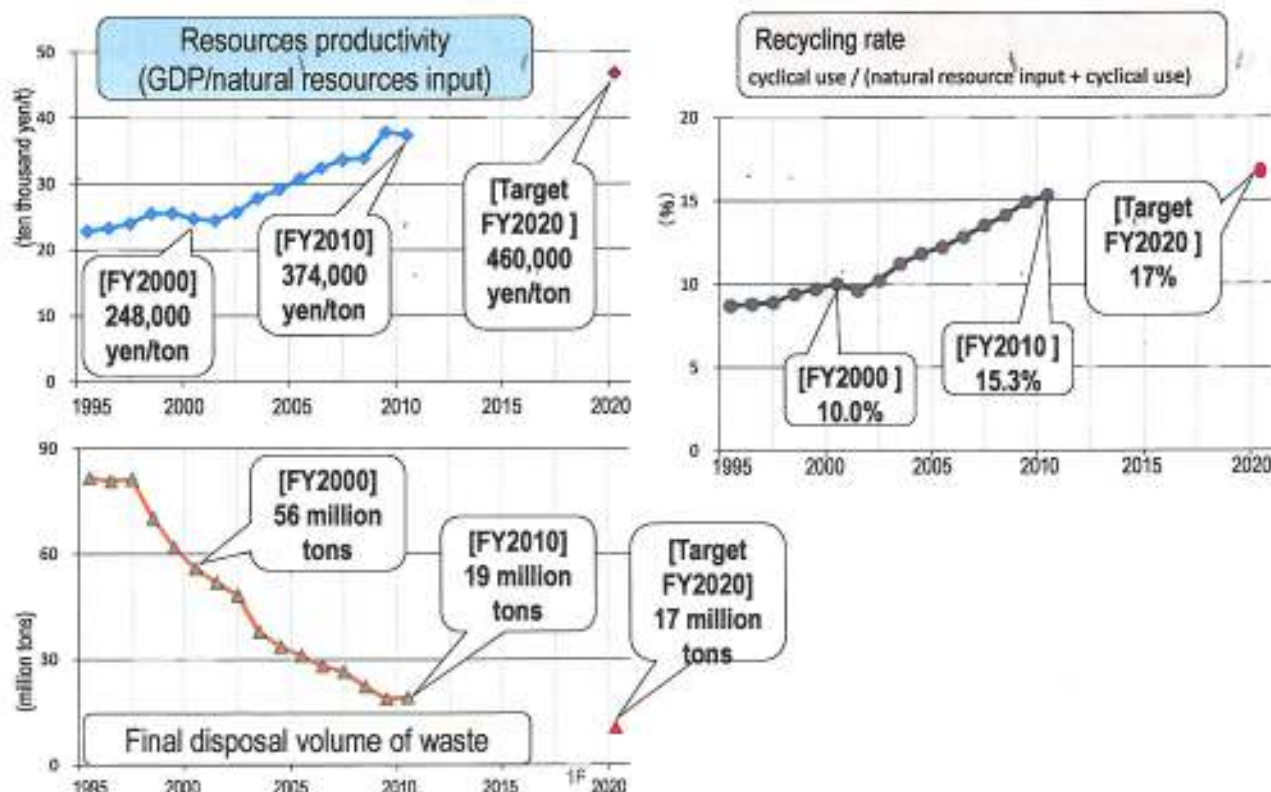 Resources productivity
(GDP/natural resources input)
(ten thousand yen/t)
50
40
30
20
10
0
[FY2000]
248,000
yen/ton
[FY2010]
374,000
yen/ton
[Target
FY2020 ]
460,000
yen/ton
1995
2000
2005
2010
2015
2020
Recycling rate
cyclical use / (natural resource input + cyclical use)
(%)
20
15
10
5
0
[FY2000 ]
10.0%
[FY2010 ]
15.3%
[Target
FY2020 ]
17%
1995
2000
2005
2010
2015
2020
(million tons)
90
60
30
0
[FY2000]
56 million
tons
[FY2010]
19 million
tons
[Target
FY2020]
17 million
tons
Final disposal volume of waste
1995
2000
2005
2010
2015
1F
2020